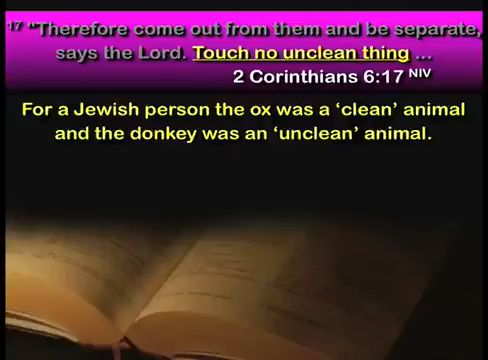 17 "Therefore come out from them and be separate,
says the Lord. Touch no unclean thing ...
2 Corinthians 6:17 NIV
For a Jewish person the ox was a ‘clean’ animal
and the donkey was an ‘unclean’ animal.